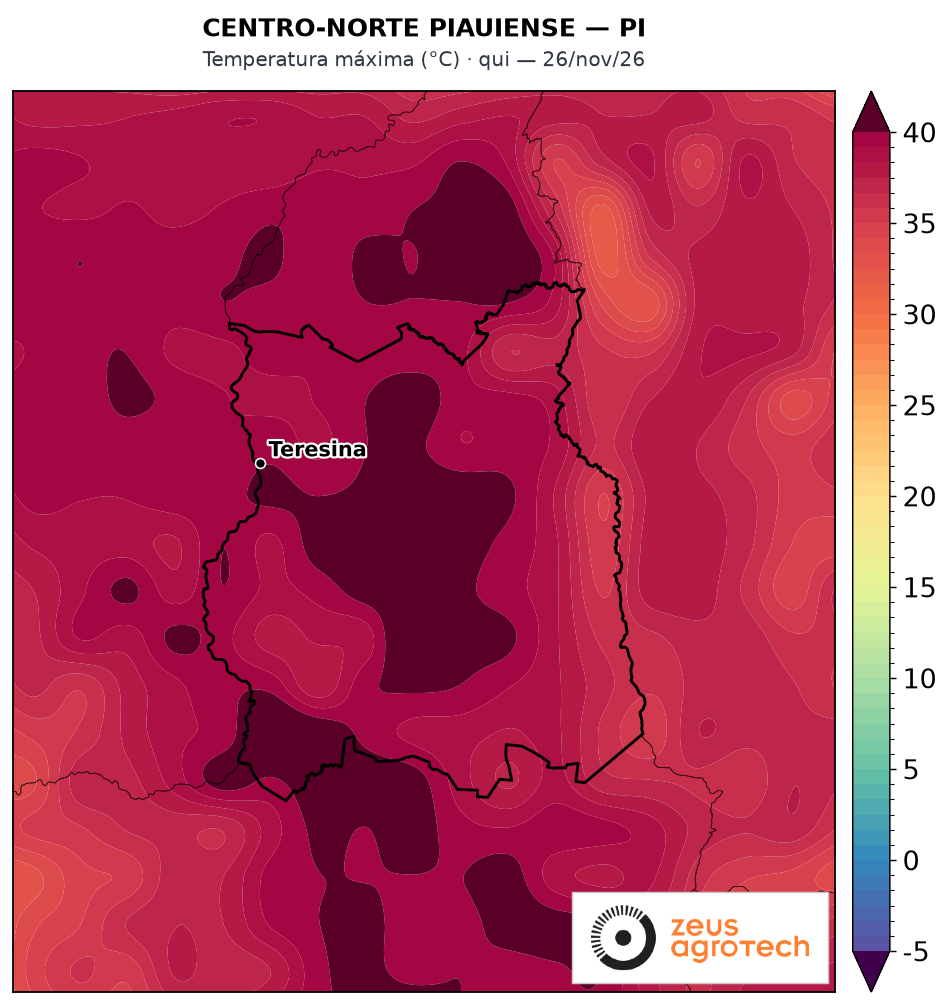 CENTRO-NORTE PIAUIENSE — PI
Temperatura máxima (°C) · qui — 26/nov/26
Teresina
40
35
30
25
20
15
10
5
0
-5
zeus
agrotech